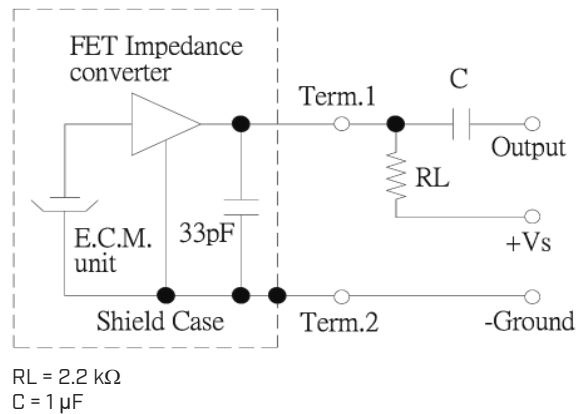 FET Impedance
converter
Term.1
C
Output
RL
+Vs
E.C.M.
unit
33pF
Shield Case
Term.2
-Ground
RL = 2.2 kΩ
C = 1 µF